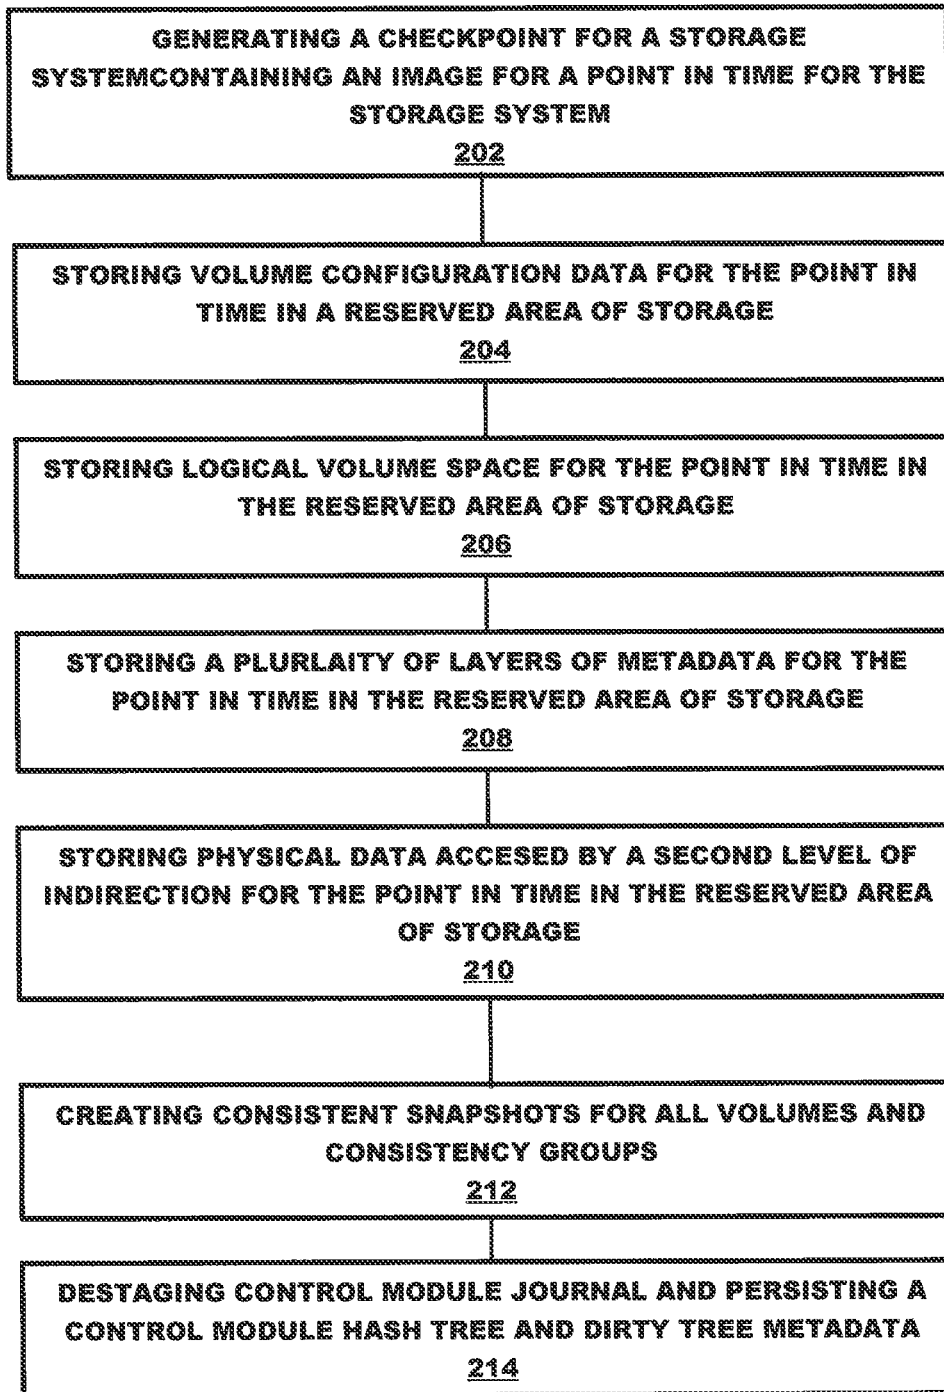 GENERATING A CHECKPOINT FOR A STORAGE
SYSTEMCONTAINING AN IMAGE FOR A POINT IN TIME FOR THE
STORAGE SYSTEM
202
STORING VOLUME CONFIGURATION DATA FOR THE POINT IN
TIME IN A RESERVED AREA OF STORAGE
204
STORING LOGICAL VOLUME SPACE FOR THE POINT IN TIME IN
THE RESERVED AREA OF STORAGE
206
STORING A PLURLAITY OF LAYERS OF METADATA FOR THE
POINT IN TIME IN THE RESERVED AREA OF STORAGE
208
STORING PHYSICAL DATA ACCESED BY A SECOND LEVEL OF
INDIRECTION FOR THE POINT IN TIME IN THE RESERVED AREA
OF STORAGE
210
CREATING CONSISTENT SNAPSHOTS FOR ALL VOLUMES AND
CONSISTENCY GROUPS
212
DESTAGING CONTROL MODULE JOURNAL AND PERSISTING A
CONTROL MODULE HASH TREE AND DIRTY TREE METADATA
214